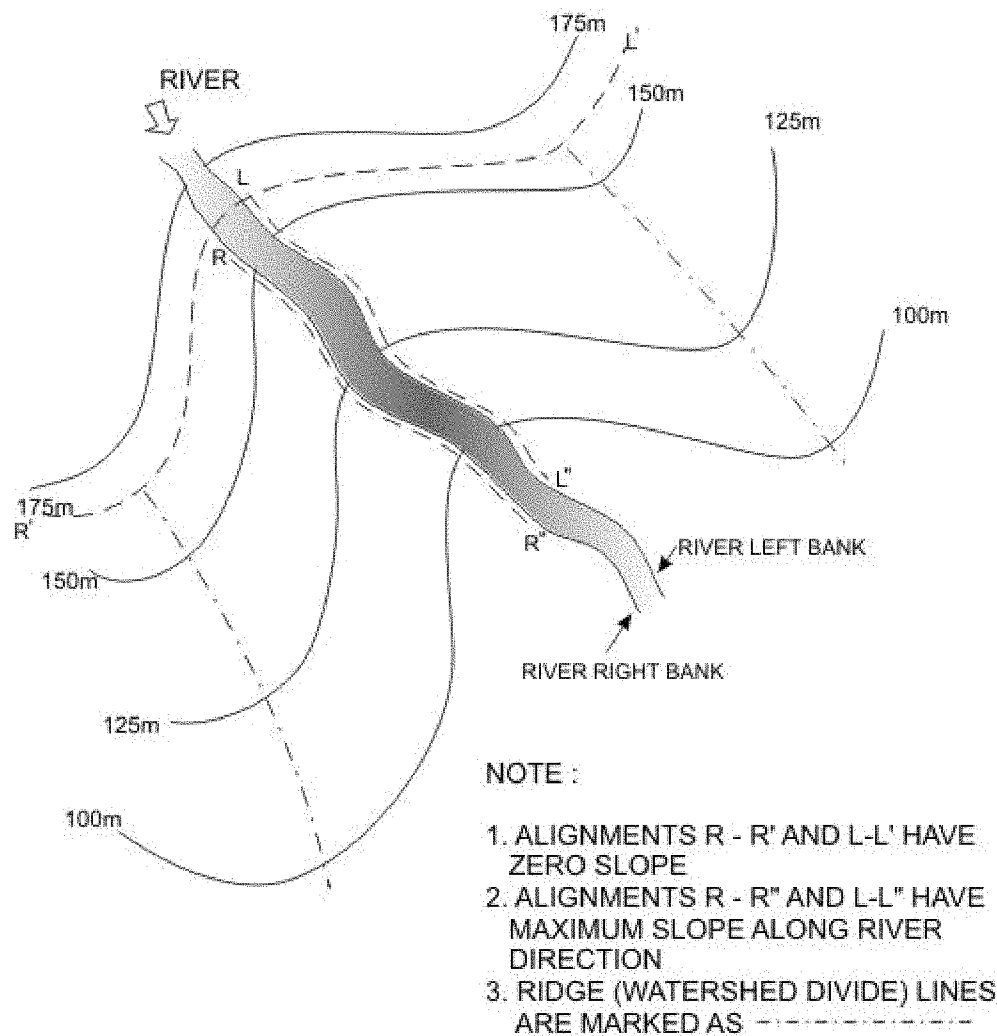 175m
L'
RIVER
150m
125m
L
R
100m
175m
R'
L"
R"
RIVER LEFT BANK
150m
RIVER RIGHT BANK
125m
NOTE :
100m
1. ALIGNMENTS R - R' AND L-L' HAVE
ZERO SLOPE
2. ALIGNMENTS R - R" AND L-L" HAVE
MAXIMUM SLOPE ALONG RIVER
DIRECTION
3. RIDGE (WATERSHED DIVIDE) LINES
ARE MARKED AS